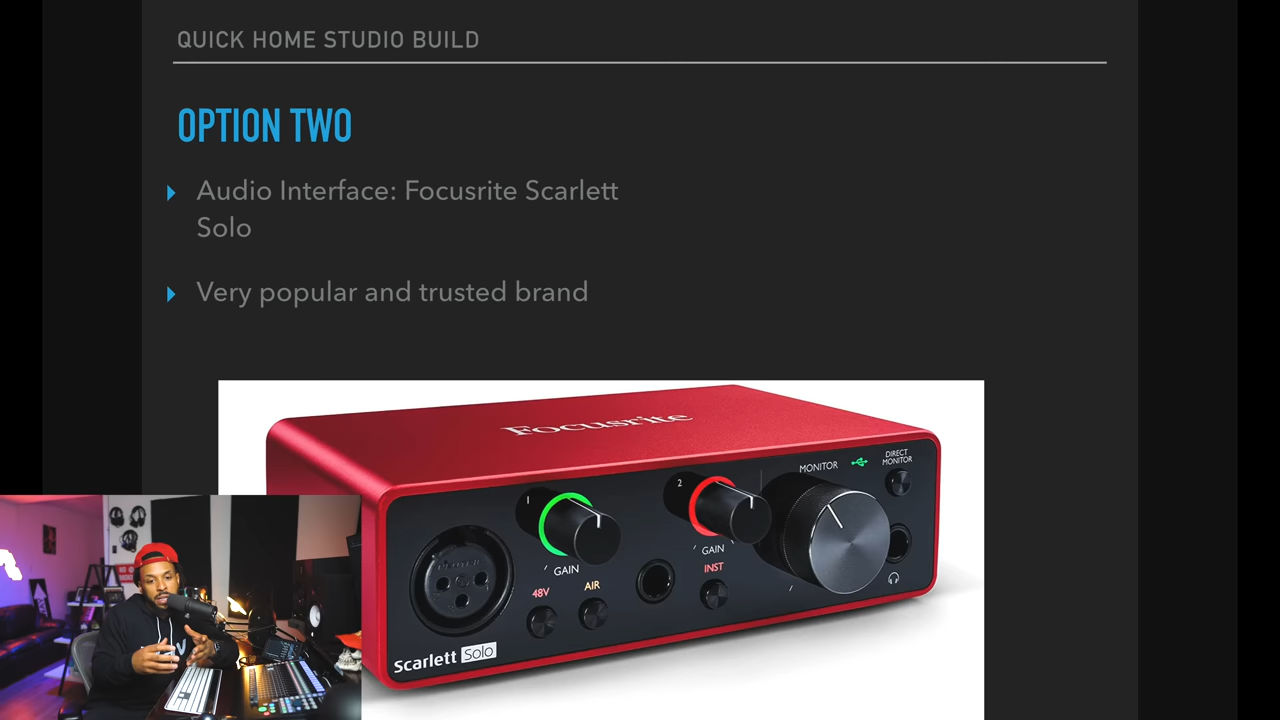 QUICK HOME STUDIO BUILD
OPTION TWO
Audio Interface: Focusrite Scarlett
Solo
Very popular and trusted brand
Focusrite
MONITOR
DIRECT
MONITOR
1
2
GAIN
GAIN
INST
48V
AIR
Scarlett Solo